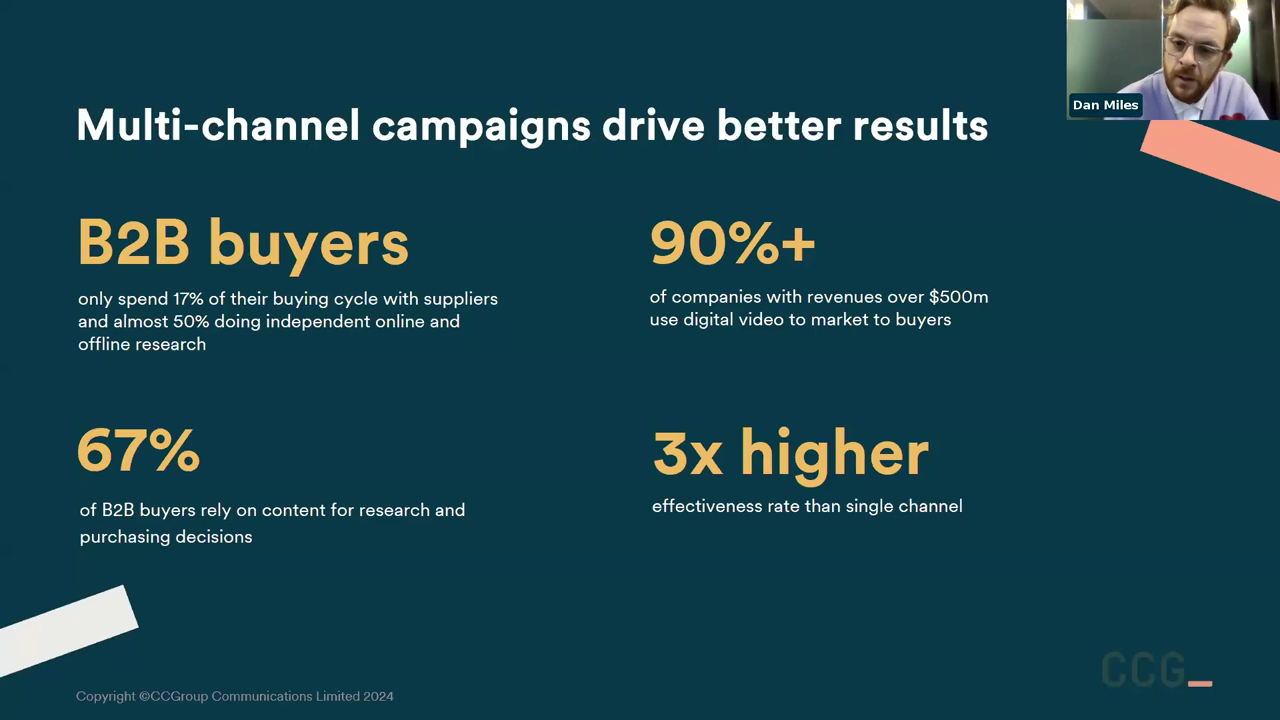 Dan Miles
Multi-channel campaigns drive better results
B2B buyers
only spend 17% of their buying cycle with suppliers
and almost 50% doing independent online and
offline research
90%+
of companies with revenues over $500m
use digital video to market to buyers
67%
of B2B buyers rely on content for research and
purchasing decisions
3x higher
effectiveness rate than single channel
Copyright ©CCGroup Communications Limited 2024
CCG_